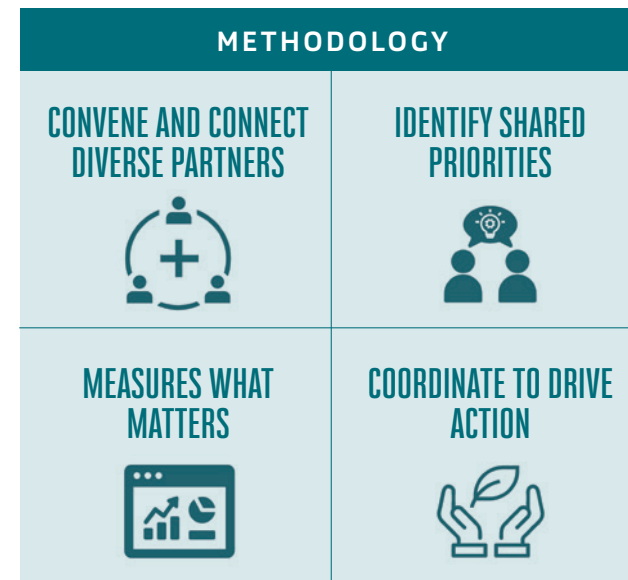 METHODOLOGY
CONVENE AND CONNECT
DIVERSE PARTNERS
IDENTIFY SHARED
PRIORITIES
MEASURES WHAT
MATTERS
COORDINATE TO DRIVE
ACTION